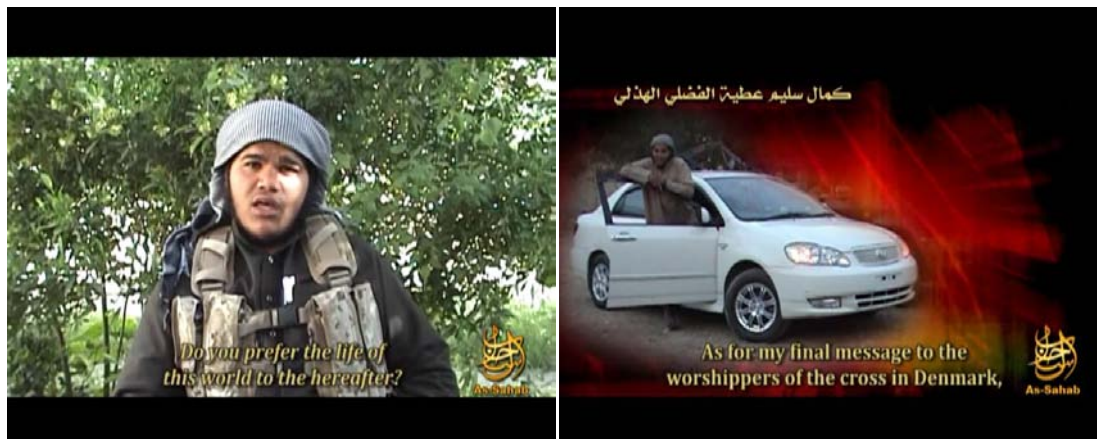 Do you prefer the life of
this world to the hereafter?
As-Sahab
كمال سليم عطية الفضلي الهذلي
As for my final message to the
worshippers of the cross in Denmark,
As-Sahab